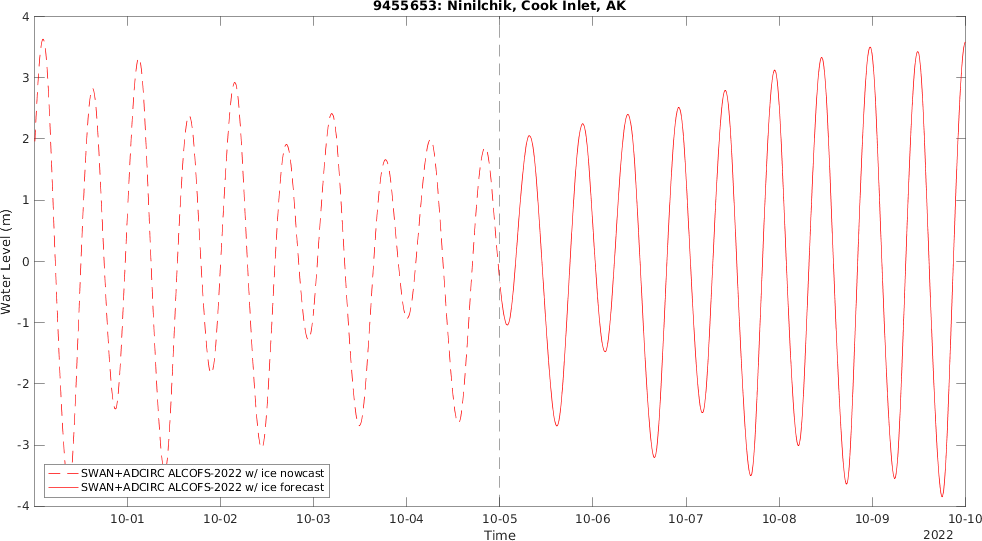 9455653: Ninilchik, Cook Inlet, AK
Water Level (m)
4
3
2
1
0
-1
-2
-3
-4
SWAN+ADCIRC ALCOFS-2022 w/ ice nowcast
SWAN+ADCIRC ALCOFS-2022 w/ ice forecast
10-01 10-02 10-03 10-04 10-05 10-06 10-07 10-08 10-09 10-10
Time
2022